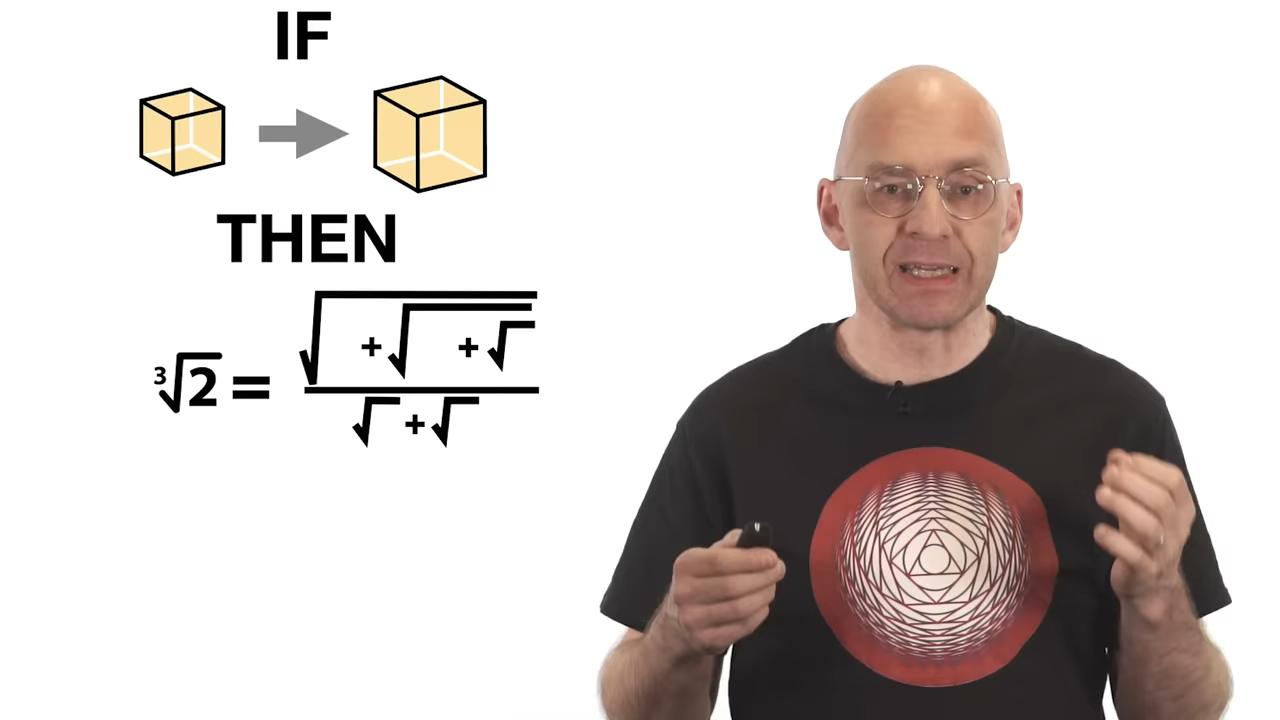 IF
THEN
∛2 = √( + √( + √ )) / (√ + √ )